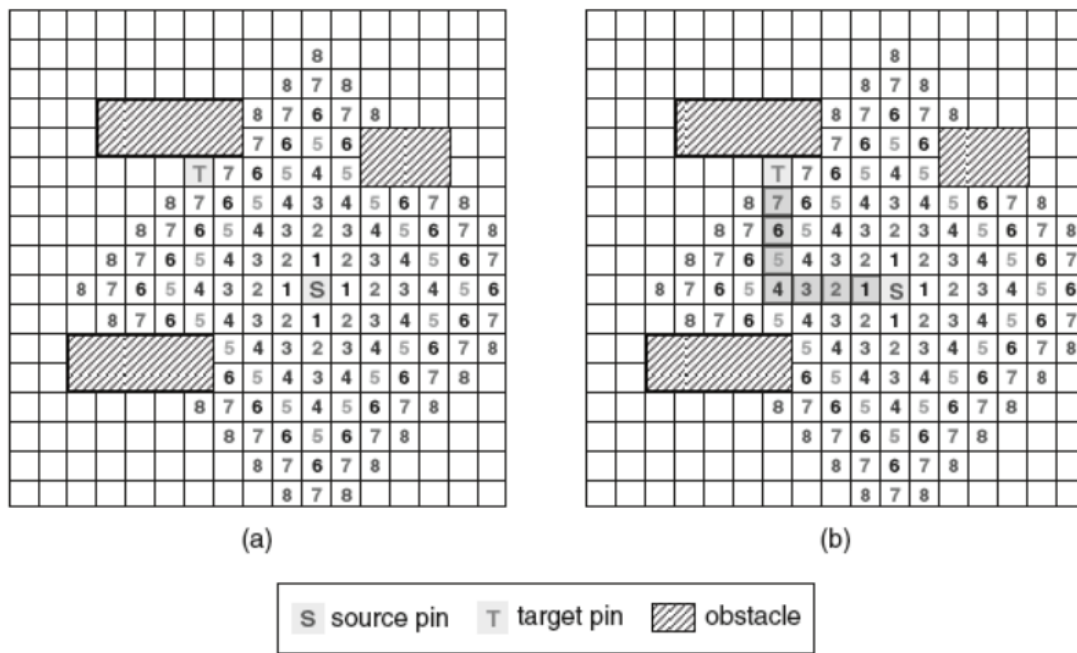 8
8 7 8
8 7 6 7 8
7 6 5 6
T 7 6 5 4 5
8 7 6 5 4 3 4 5 6 7 8
8 7 6 5 4 3 2 3 4 5 6 7 8
8 7 6 5 4 3 2 1 2 3 4 5 6 7
8 7 6 5 4 3 2 1 S 1 2 3 4 5 6
8 7 6 5 4 3 2 1 2 3 4 5 6 7
5 4 3 2 3 4 5 6 7 8
6 5 4 3 4 5 6 7 8
8 7 6 5 4 5 6 7 8
8 7 6 5 6 7 8
8 7 6 7 8
8 7 8
(a)
8
8 7 8
8 7 6 7 8
7 6 5 6
T 7 6 5 4 5
8 7 6 5 4 3 4 5 6 7 8
8 7 6 5 4 3 2 3 4 5 6 7 8
8 7 6 5 4 3 2 1 2 3 4 5 6 7
8 7 6 5 4 3 2 1 S 1 2 3 4 5 6
8 7 6 5 4 3 2 1 2 3 4 5 6 7
5 4 3 2 3 4 5 6 7 8
6 5 4 3 4 5 6 7 8
8 7 6 5 4 5 6 7 8
8 7 6 5 6 7 8
8 7 6 7 8
8 7 8
(b)
S source pin T target pin obstacle